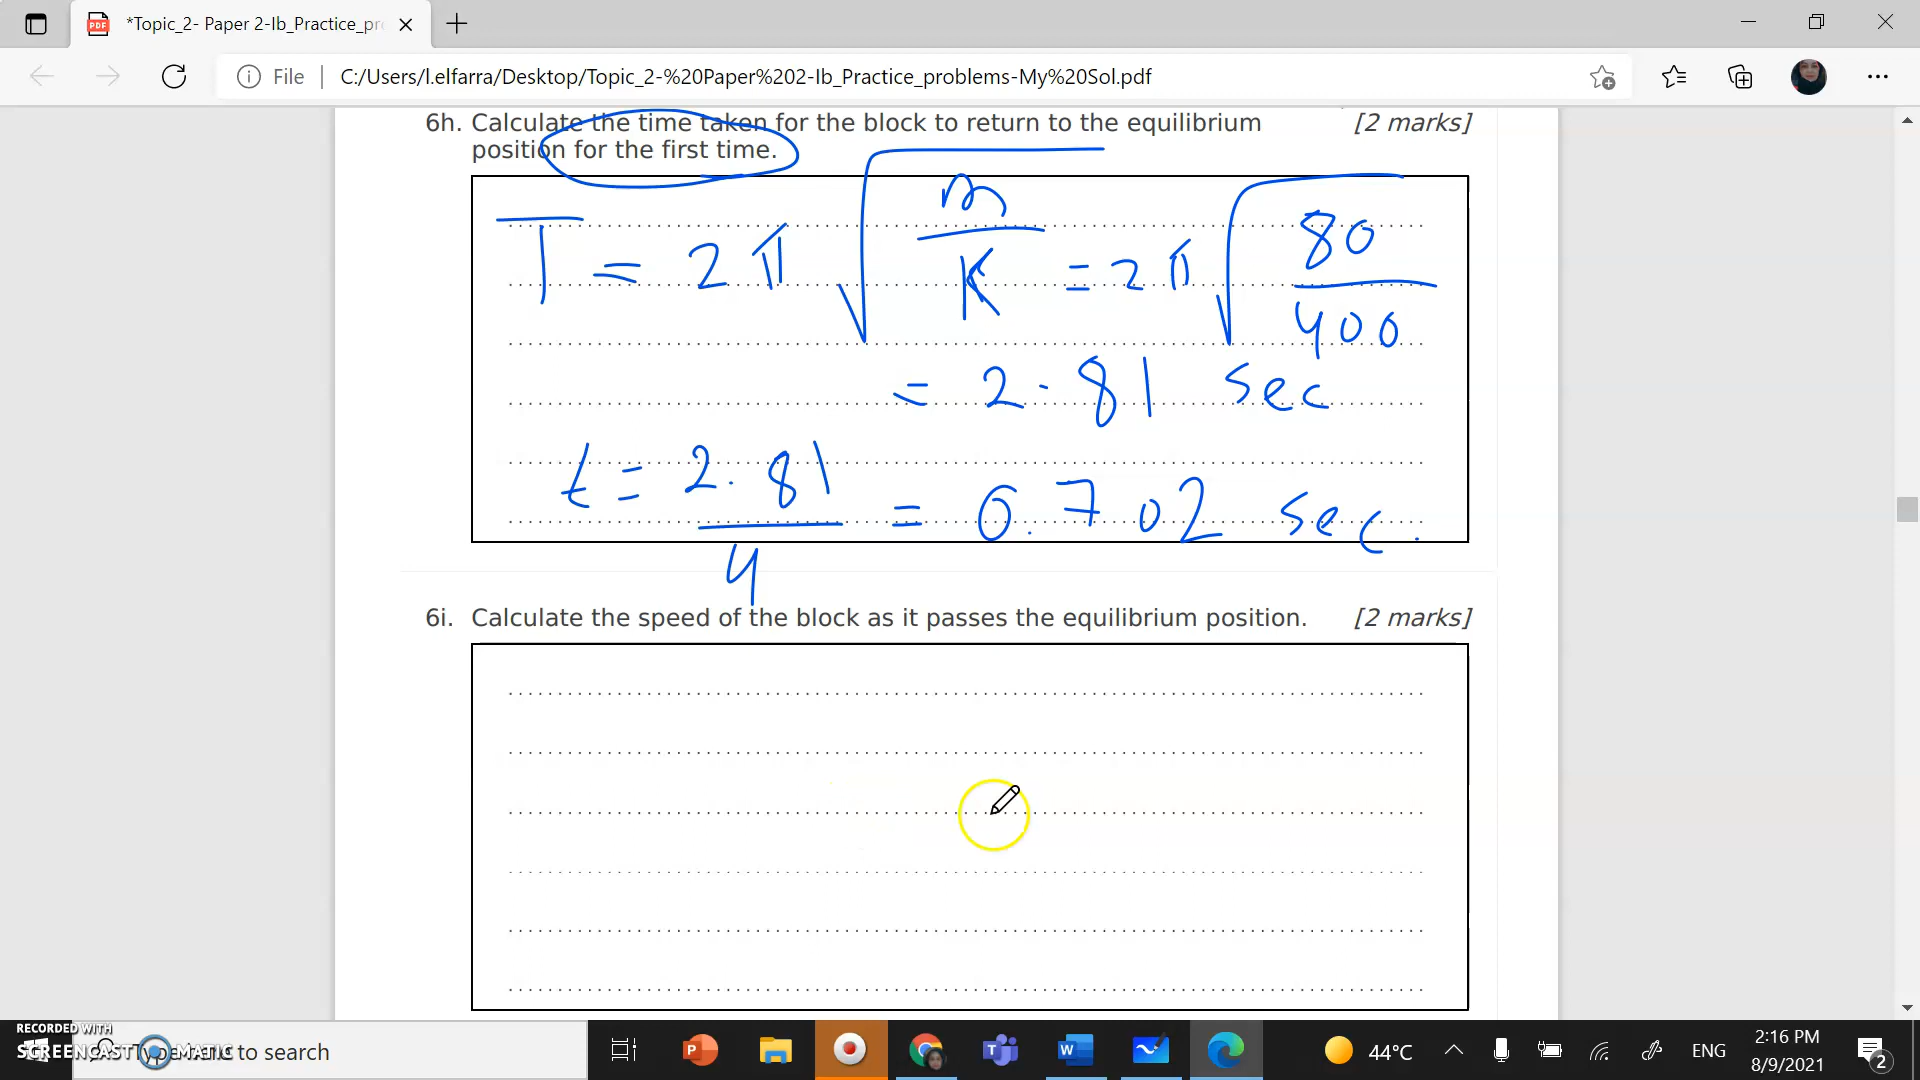 *Topic_2- Paper 2-Ib_Practice_pr
File
C:/Users/l.elfarra/Desktop/Topic_2-%20Paper%202-Ib_Practice_problems-My%20Sol.pdf
6h. Calculate the time taken for the block to return to the equilibrium position for the first time. [2 marks]
T = 2π √(m/K) = 2π √(80/400)
= 2.81 sec
t = 2.81/4 = 0.702 sec.
6i. Calculate the speed of the block as it passes the equilibrium position. [2 marks]
RECORDED WITH
SCREENCAST MATIC
to search
44°C
ENG
2:16 PM
8/9/2021
2